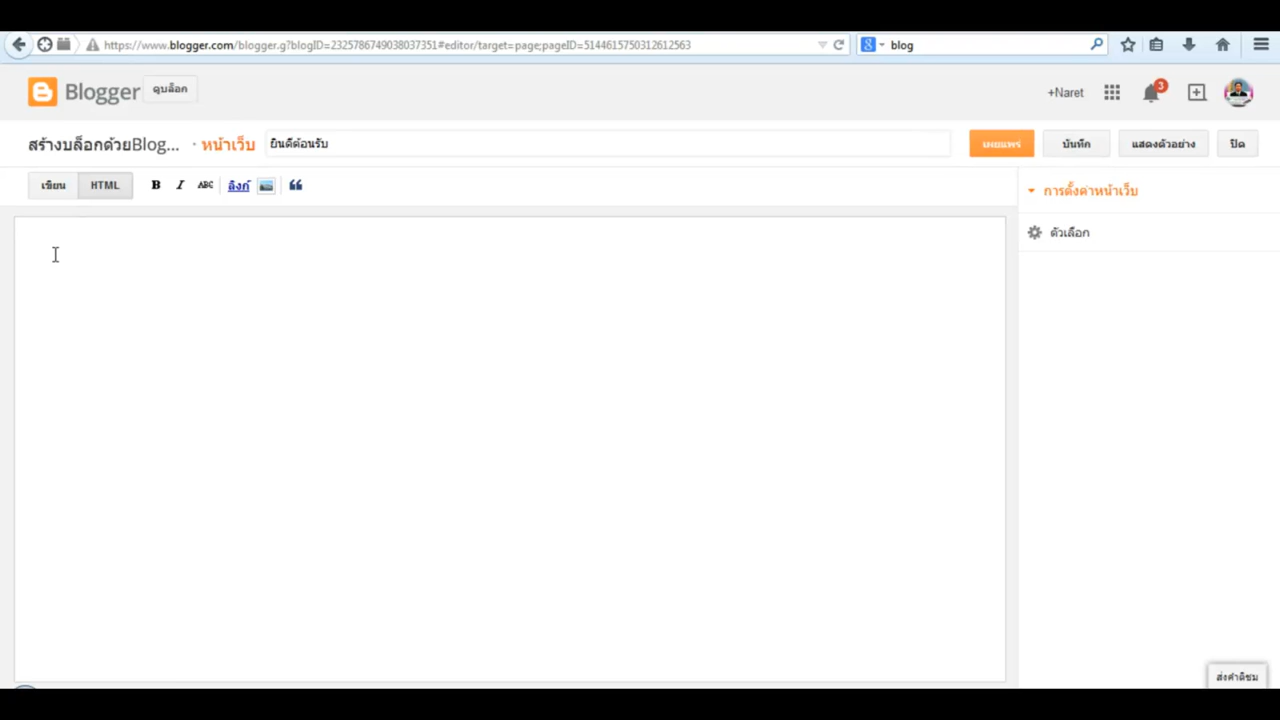 https://www.blogger.com/blogger.g?blogID=2325786749038037351#editor/target=page;pageID=5144615750312612563
blog
Blogger
ดูบล็อก
+Naret
3
สร้างบล็อกด้วยBlog...
· หน้าเว็บ
ยินดีต้อนรับ
เผยแพร่
บันทึก
แสดงตัวอย่าง
ปิด
เขียน
HTML
B
I
ABC
ลิงก์
การตั้งค่าหน้าเว็บ
ตัวเลือก
ส่งคำติชม